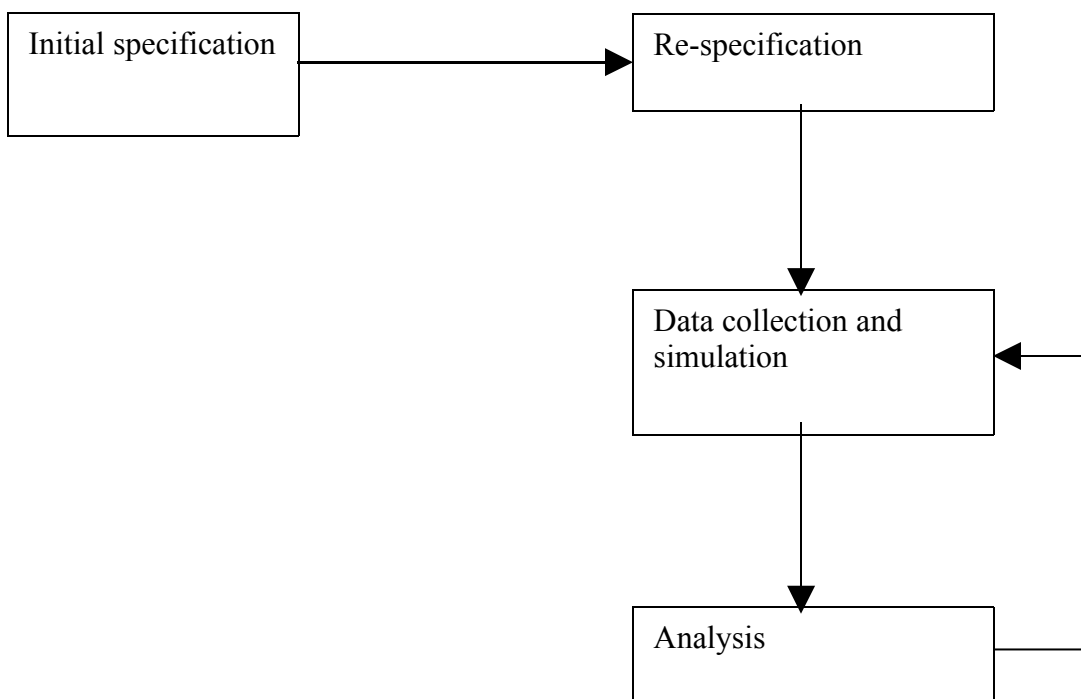 Initial specification
Re-specification
Data collection and
simulation
Analysis